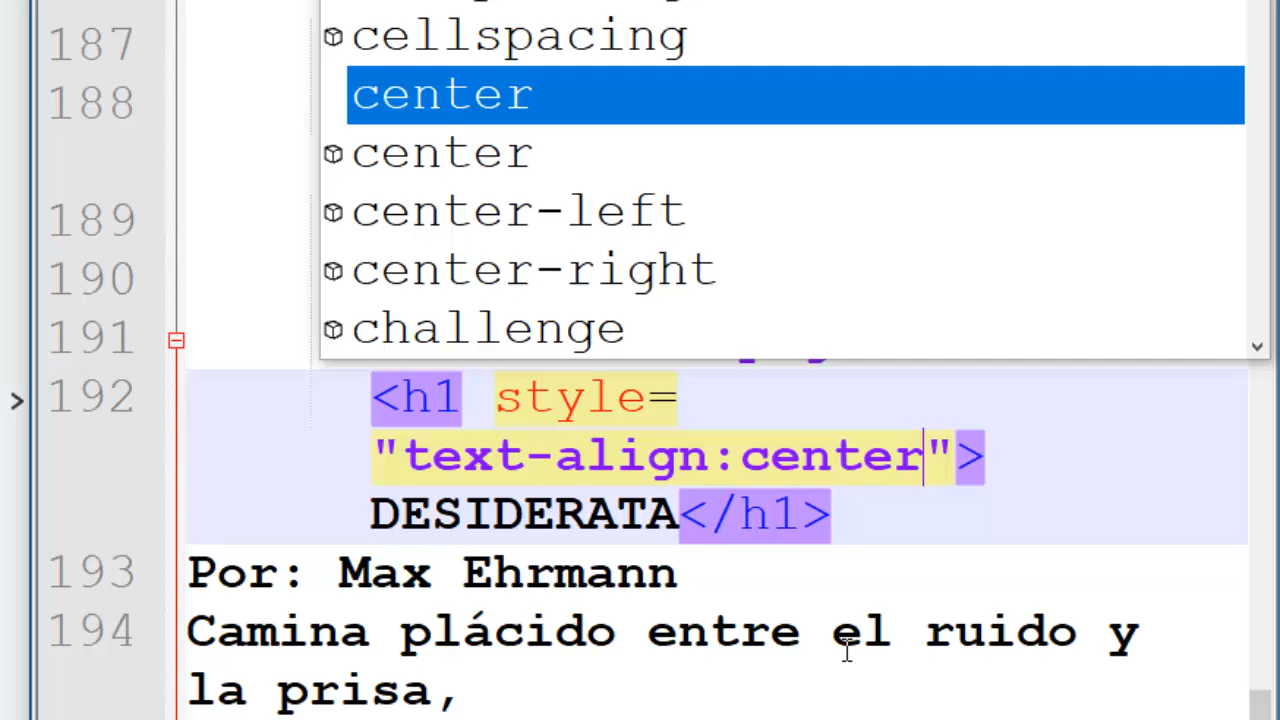 187
cellspacing
188
center
center
189
center-left
190
center-right
191
challenge
192 <h1 style=
"text-align:center">
DESIDERATA</h1>
193 Por: Max Ehrmann
194 Camina plácido entre el ruido y
la prisa,